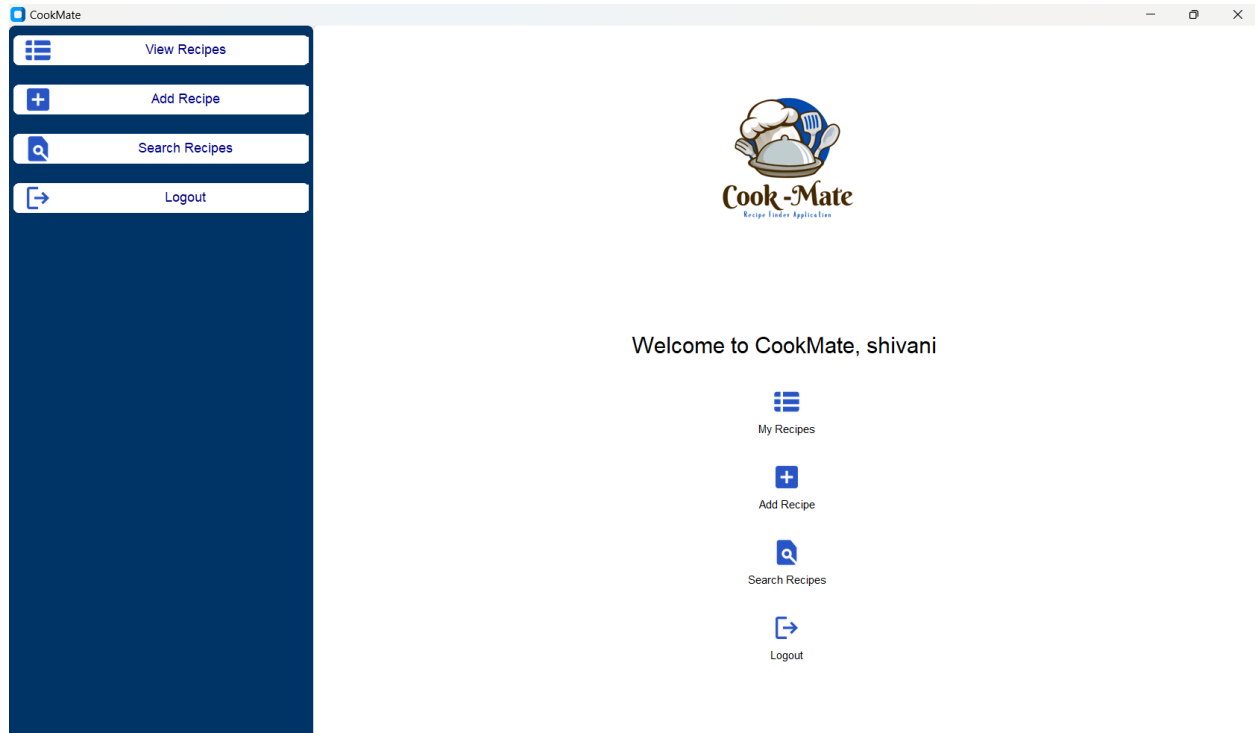 CookMate
View Recipes
Add Recipe
Search Recipes
Logout
Cook-Mate
Recipe Finder Application
Welcome to CookMate, shivani
My Recipes
Add Recipe
Search Recipes
Logout